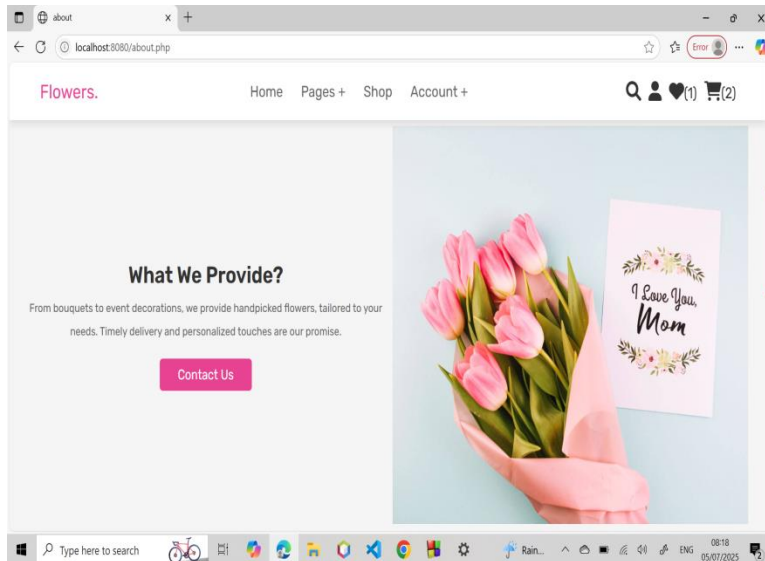 about
localhost:8080/about.php
Error
Flowers.
Home Pages + Shop Account +
(1) (2)
What We Provide?
From bouquets to event decorations, we provide handpicked flowers, tailored to your
needs. Timely delivery and personalized touches are our promise.
Contact Us
I Love You,
Mom
Type here to search
Rain...
ENG
08:18
05/07/2025
2